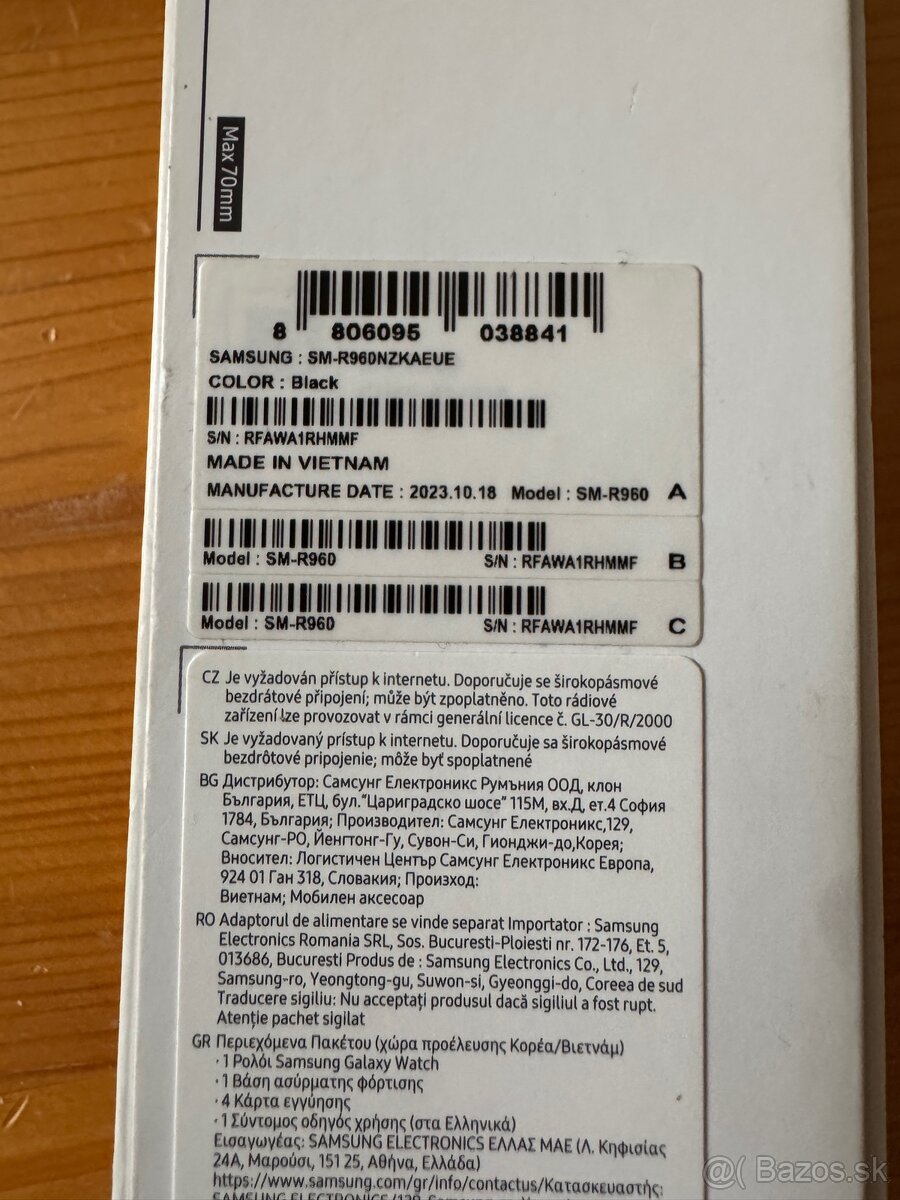 Max 70mm
8 806095 038841
SAMSUNG : SM-R960NZKAEUE
COLOR : Black
S/N : RFAWA1RHMMF
MADE IN VIETNAM
MANUFACTURE DATE : 2023.10.18 Model : SM-R960 A
Model : SM-R960 S/N : RFAWA1RHMMF B
Model : SM-R960 S/N : RFAWA1RHMMF C
CZ Je vyžadován přístup k internetu. Doporučuje se širokopásmové
bezdrátové připojení; může být zpoplatněno. Toto rádiové
zařízení lze provozovat v rámci generální licence č. GL-30/R/2000
SK Je vyžadovaný prístup k internetu. Doporučuje sa širokopásmové
bezdrôtové pripojenie; môže byť spoplatnené
BG Дистрибутор: Самсунг Електроникс Румъния ООД, клон
България, ЕТЦ, бул."Цариградско шосе" 115М, вх.Д, ет.4 София
1784, България; Производител: Самсунг Електроникс,129,
Самсунг-РО, Йенгтонг-Гу, Сувон-Си, Гионджи-до,Корея;
Вносител: Логистичен Център Самсунг Електроникс Европа,
924 01 Ган 318, Словакия; Произход:
Виетнам; Мобилен аксесоар
RO Adaptorul de alimentare se vinde separat Importator : Samsung
Electronics Romania SRL, Sos. Bucuresti-Ploiesti nr. 172-176, Et. 5,
013686, Bucuresti Produs de : Samsung Electronics Co., Ltd., 129,
Samsung-ro, Yeongtong-gu, Suwon-si, Gyeonggi-do, Coreea de sud
Traducere sigiliu: Nu acceptați produsul dacă sigiliul a fost rupt.
Atenție pachet sigilat
GR Περιεχόμενα Πακέτου (χώρα προέλευσης Κορέα/Βιετνάμ)
· 1 Ρολόι Samsung Galaxy Watch
· 1 Βάση ασύρματης φόρτισης
· 4 Κάρτα εγγύησης
· 1 Σύντομος οδηγός χρήσης (στα Ελληνικά)
Εισαγωγέας: SAMSUNG ELECTRONICS ΕΛΛΑΣ ΜΑΕ (Λ. Κηφισίας
24Α, Μαρούσι, 151 25, Αθήνα, Ελλάδα)
https://www.samsung.com/gr/info/contactus/Κατασκευαστής:
SAMSUNG ELECTRONICS (129,
@( Bazos.sk